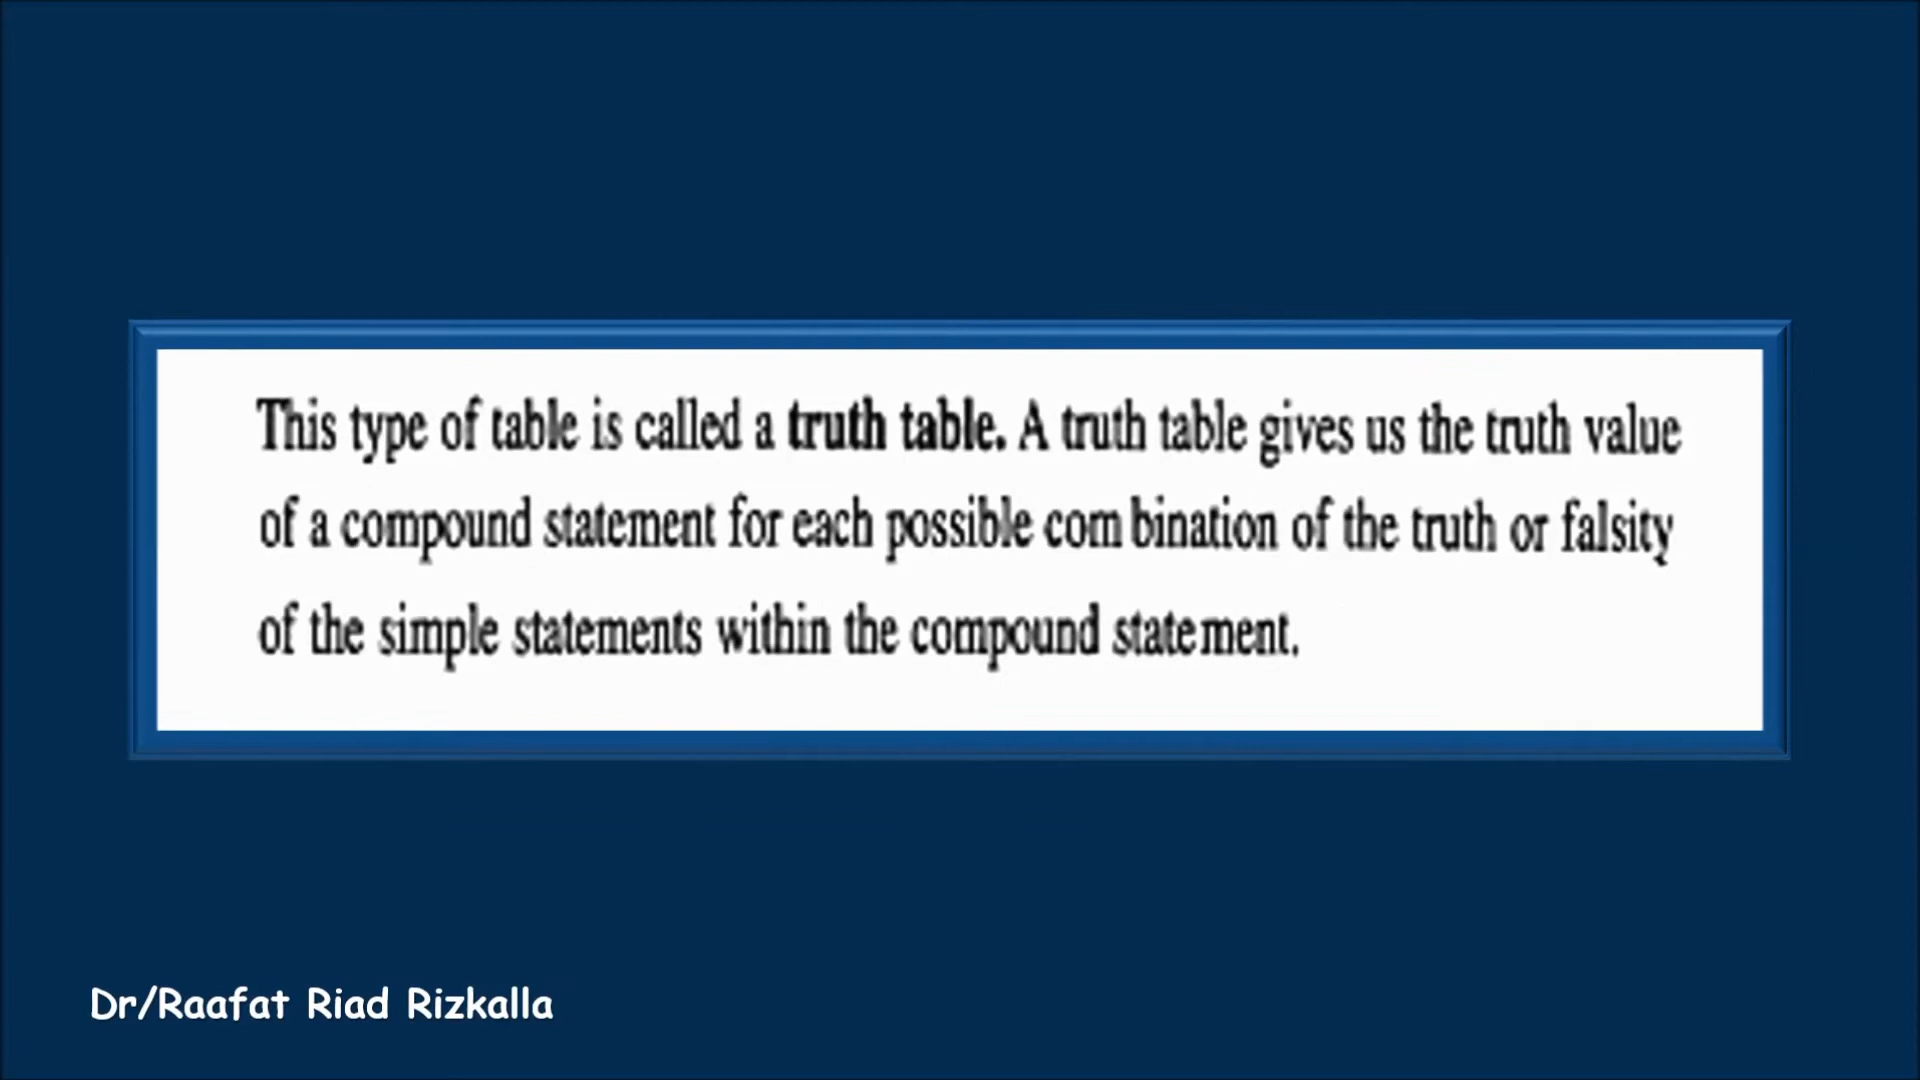 This type of table is called a truth table. A truth table gives us the truth value
of a compound statement for each possible combination of the truth or falsity
of the simple statements within the compound statement.
Dr/Raafat Riad Rizkalla